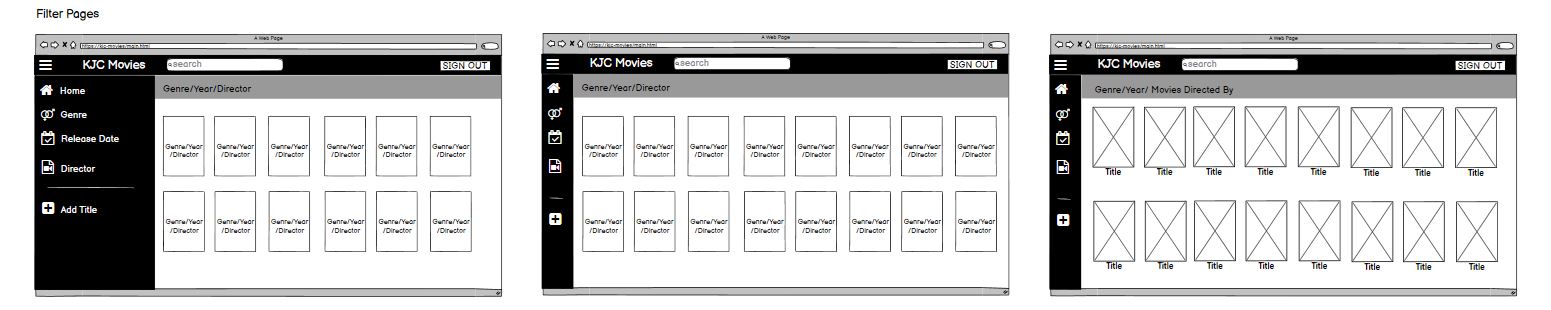 Filter Pages
A Web Page
https://kjc-movies/main.html
KJC Movies
search
SIGN OUT
Home
Genre
Release Date
Director
Add Title
Genre/Year/Director
Genre/Year /Director Genre/Year /Director Genre/Year /Director Genre/Year /Director Genre/Year /Director Genre/Year /Director
Genre/Year /Director Genre/Year /Director Genre/Year /Director Genre/Year /Director Genre/Year /Director Genre/Year /Director
A Web Page
https://kjc-movies/main.html
KJC Movies
search
SIGN OUT
Genre/Year/Director
Genre/Year /Director Genre/Year /Director Genre/Year /Director Genre/Year /Director Genre/Year /Director Genre/Year /Director Genre/Year /Director Genre/Year /Director
Genre/Year /Director Genre/Year /Director Genre/Year /Director Genre/Year /Director Genre/Year /Director Genre/Year /Director Genre/Year /Director Genre/Year /Director
A Web Page
https://kjc-movies/main.html
KJC Movies
search
SIGN OUT
Genre/Year/ Movies Directed By
Title Title Title Title Title Title Title Title
Title Title Title Title Title Title Title Title